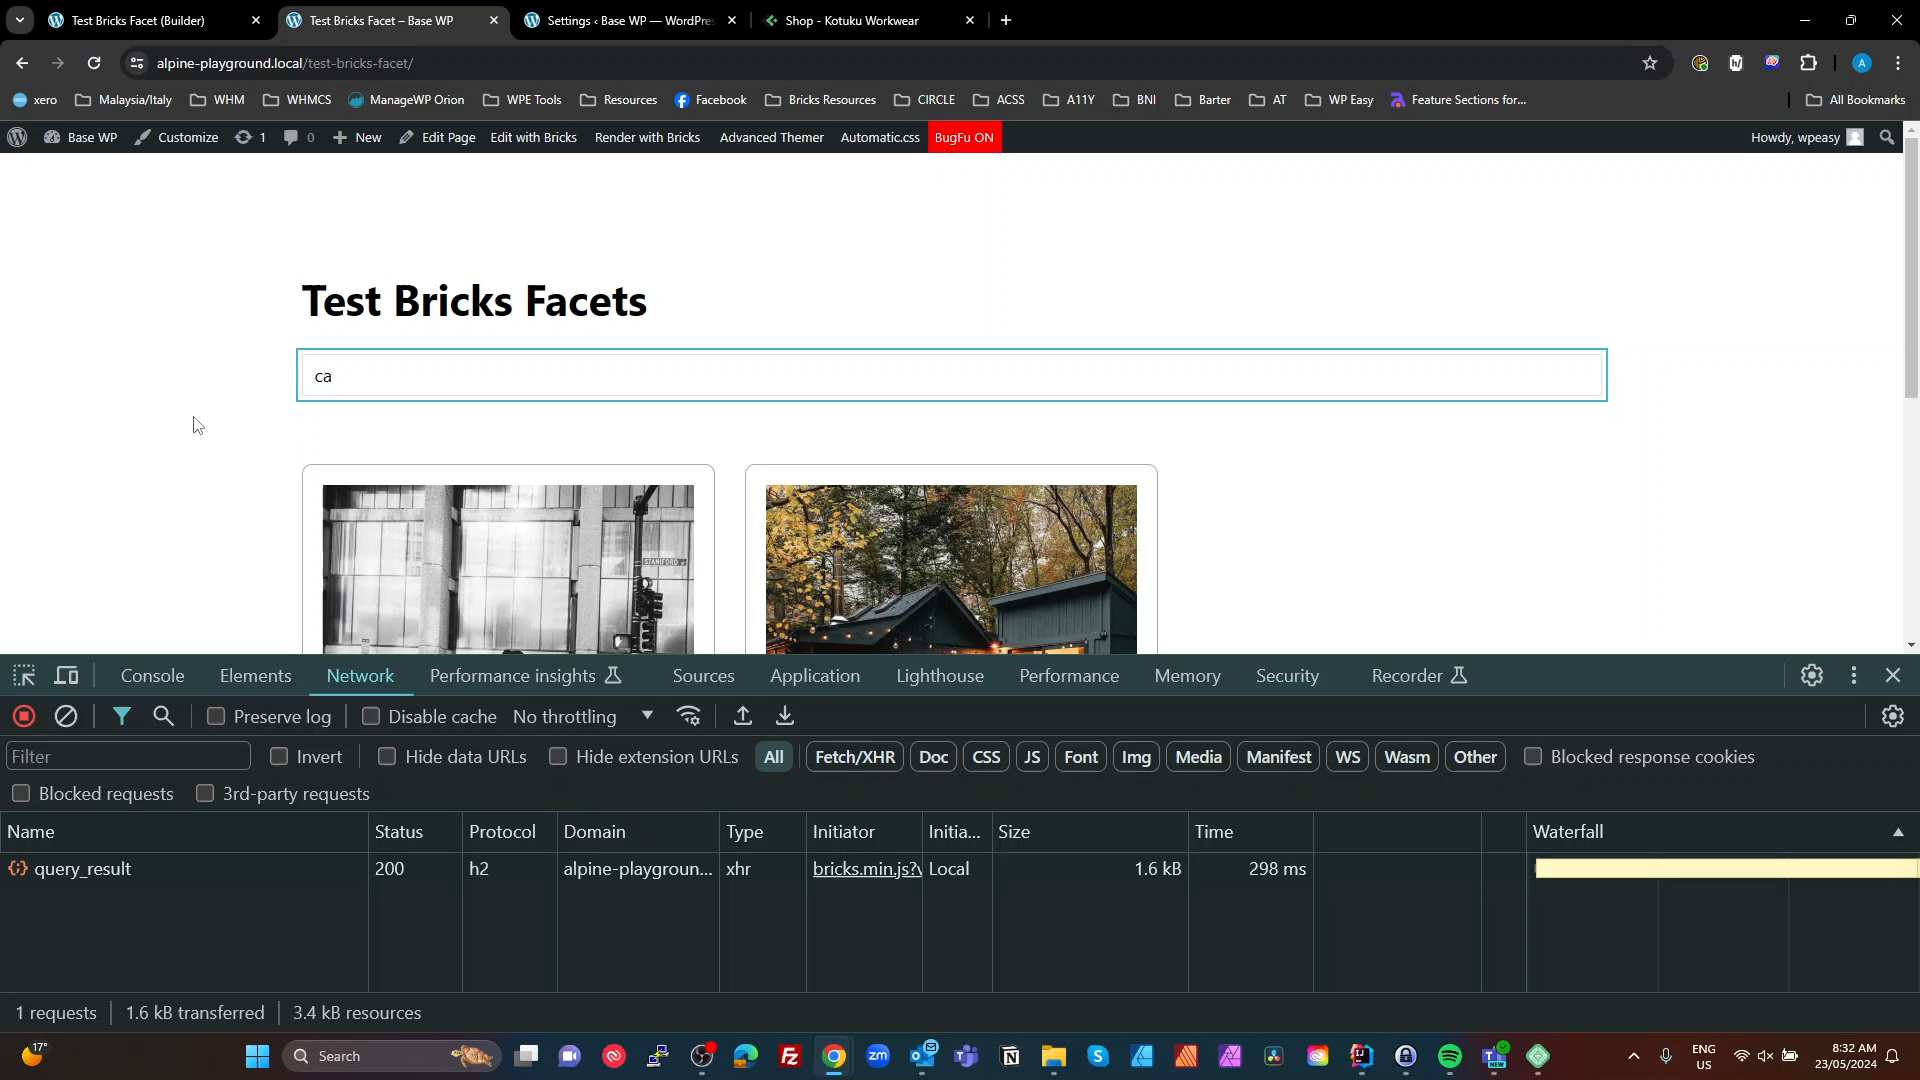 Test Bricks Facet (Builder)
Test Bricks Facet – Base WP
Settings ‹ Base WP — WordPre
Shop - Kotuku Workwear
alpine-playground.local/test-bricks-facet/
A
xero
Malaysia/Italy
WHM
WHMCS
ManageWP Orion
WPE Tools
Resources
Facebook
Bricks Resources
CIRCLE
ACSS
A11Y
BNI
Barter
AT
WP Easy
Feature Sections for...
All Bookmarks
Base WP
Customize
1
0
New
Edit Page
Edit with Bricks
Render with Bricks
Advanced Themer
Automatic.css
BugFu ON
Howdy, wpeasy
Test Bricks Facets
ca
STANIFORD
Console
Elements
Network
Performance insights
Sources
Application
Lighthouse
Performance
Memory
Security
Recorder
Preserve log
Disable cache
No throttling
Filter
Invert
Hide data URLs
Hide extension URLs
All
Fetch/XHR
Doc
CSS
JS
Font
Img
Media
Manifest
WS
Wasm
Other
Blocked response cookies
Blocked requests
3rd-party requests
Name
Status
Protocol
Domain
Type
Initiator
Initia...
Size
Time
Waterfall
query_result
200
h2
alpine-playgroun...
xhr
bricks.min.js?v
Local
1.6 kB
298 ms
1 requests
1.6 kB transferred
3.4 kB resources
17°
Search
zm
NEW
ENG
US
8:32 AM
23/05/2024